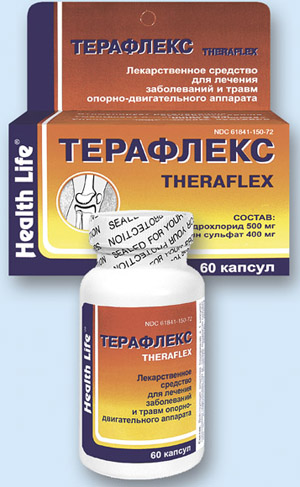 ТЕРАФЛЕКС THERAFLEX
Лекарственное средство
для лечения
заболеваний и травм
опорно-двигательного аппарата
NDC 61841-150-72
Health Life®
ТЕРАФЛЕКС
THERAFLEX
СОСТАВ:
500 мг
сульфат 400 мг
60 капсул
SEALED FOR YOUR
PROTECTION
NDC 61841-150-72
Health Life
ТЕРАФЛЕКС
THERAFLEX
Лекарственное
средство
для лечения
заболеваний
и травм опорно-
двигательного аппарата
60 капсул